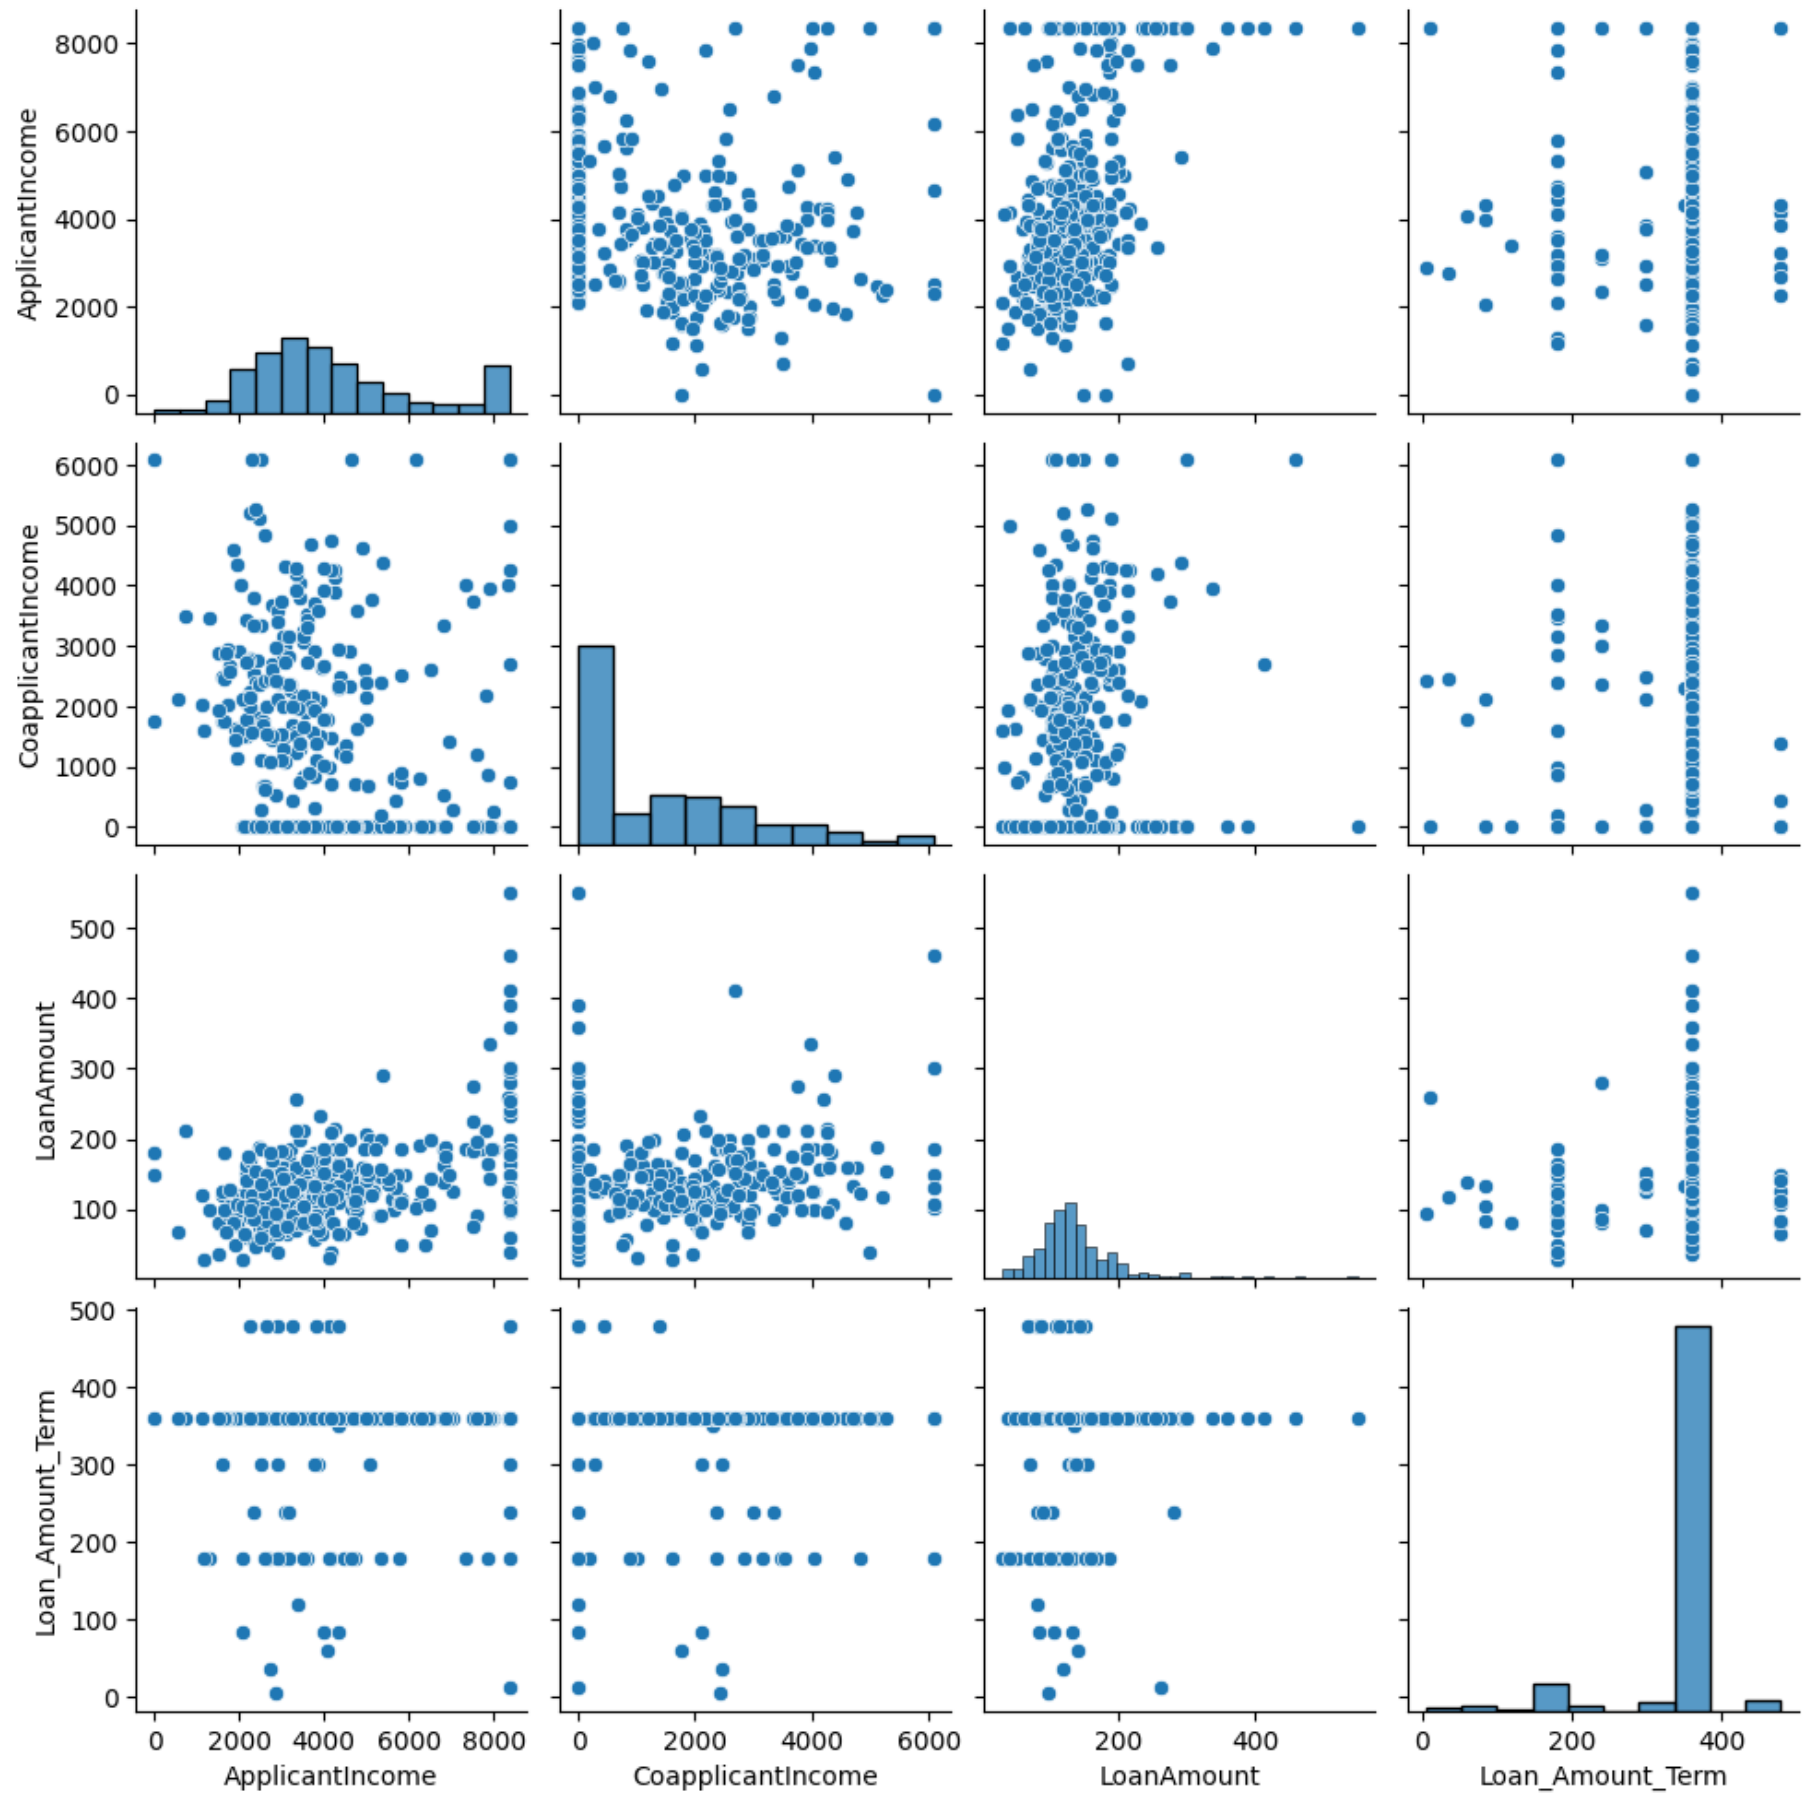 ApplicantIncome
8000
6000
4000
2000
0
CoapplicantIncome
6000
5000
4000
3000
2000
1000
0
LoanAmount
500
400
300
200
100
Loan_Amount_Term
500
400
300
200
100
0
0 2000 4000 6000 8000
0 2000 4000 6000
200 400
0 200 400
ApplicantIncome
CoapplicantIncome
LoanAmount
Loan_Amount_Term